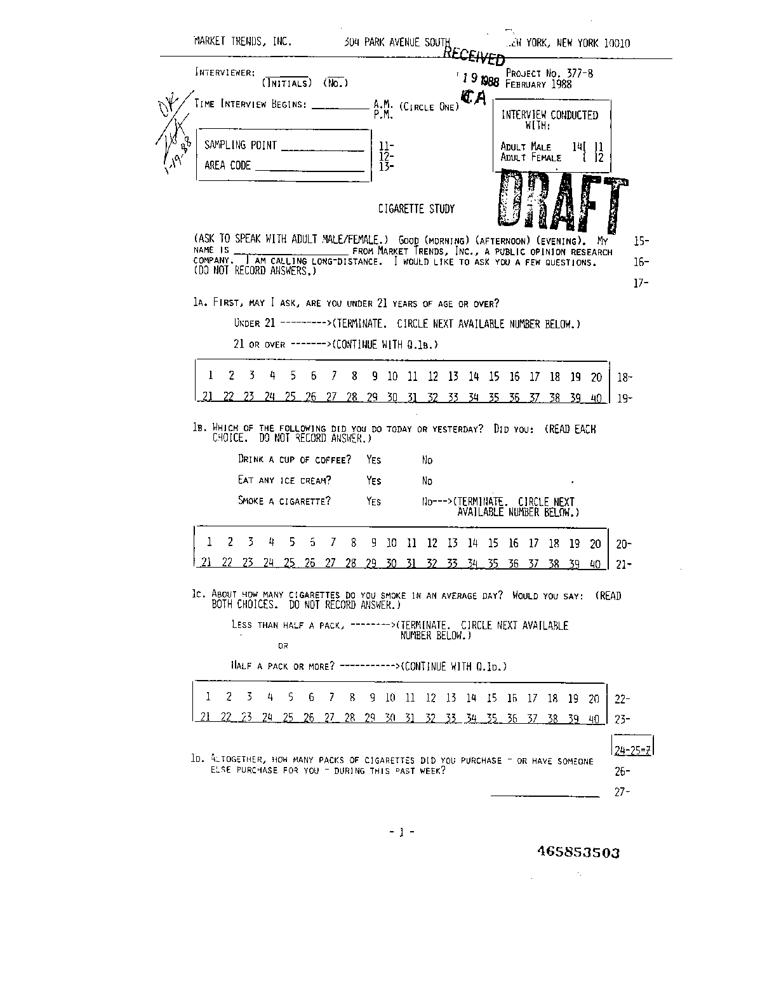 MARKET TRENDS, INC. 304 PARK AVENUE SOUTH NEW YORK, NEW YORK 10010
RECEIVED
19 1988
CA
INTERVIEWER: (INITIALS) (NO.)
PROJECT NO. 377-8
FEBRUARY 1988
OK
1-19-88
TIME INTERVIEW BEGINS: A.M. (CIRCLE ONE)
P.M.
INTERVIEW CONDUCTED
WITH:
ADULT MALE 14( 11
ADULT FEMALE ( 12
SAMPLING POINT 11-
12-
AREA CODE 13-
DRAFT
CIGARETTE STUDY
(ASK TO SPEAK WITH ADULT MALE/FEMALE.) GOOD (MORNING) (AFTERNOON) (EVENING). MY 15-
NAME IS FROM MARKET TRENDS, INC., A PUBLIC OPINION RESEARCH
COMPANY. I AM CALLING LONG-DISTANCE. I WOULD LIKE TO ASK YOU A FEW QUESTIONS. 16-
(DO NOT RECORD ANSWERS.)
17-
1A. FIRST, MAY I ASK, ARE YOU UNDER 21 YEARS OF AGE OR OVER?
UNDER 21 --------->(TERMINATE. CIRCLE NEXT AVAILABLE NUMBER BELOW.)
21 OR OVER ------->(CONTINUE WITH Q.1B.)
1 2 3 4 5 6 7 8 9 10 11 12 13 14 15 16 17 18 19 20 18-
21 22 23 24 25 26 27 28 29 30 31 32 33 34 35 36 37 38 39 40 19-
1B. WHICH OF THE FOLLOWING DID YOU DO TODAY OR YESTERDAY? DID YOU: (READ EACH
CHOICE. DO NOT RECORD ANSWER.)
DRINK A CUP OF COFFEE? YES NO
EAT ANY ICE CREAM? YES NO
SMOKE A CIGARETTE? YES NO--->(TERMINATE. CIRCLE NEXT
AVAILABLE NUMBER BELOW.)
1 2 3 4 5 6 7 8 9 10 11 12 13 14 15 16 17 18 19 20 20-
21 22 23 24 25 26 27 28 29 30 31 32 33 34 35 36 37 38 39 40 21-
1C. ABOUT HOW MANY CIGARETTES DO YOU SMOKE IN AN AVERAGE DAY? WOULD YOU SAY: (READ
BOTH CHOICES. DO NOT RECORD ANSWER.)
LESS THAN HALF A PACK, -------->(TERMINATE. CIRCLE NEXT AVAILABLE
NUMBER BELOW.)
OR
HALF A PACK OR MORE? ----------->(CONTINUE WITH Q.1D.)
1 2 3 4 5 6 7 8 9 10 11 12 13 14 15 16 17 18 19 20 22-
21 22 23 24 25 26 27 28 29 30 31 32 33 34 35 36 37 38 39 40 23-
24-25=7
1D. ALTOGETHER, HOW MANY PACKS OF CIGARETTES DID YOU PURCHASE - OR HAVE SOMEONE
ELSE PURCHASE FOR YOU - DURING THIS PAST WEEK? 26-
27-
- 1 -
465853503